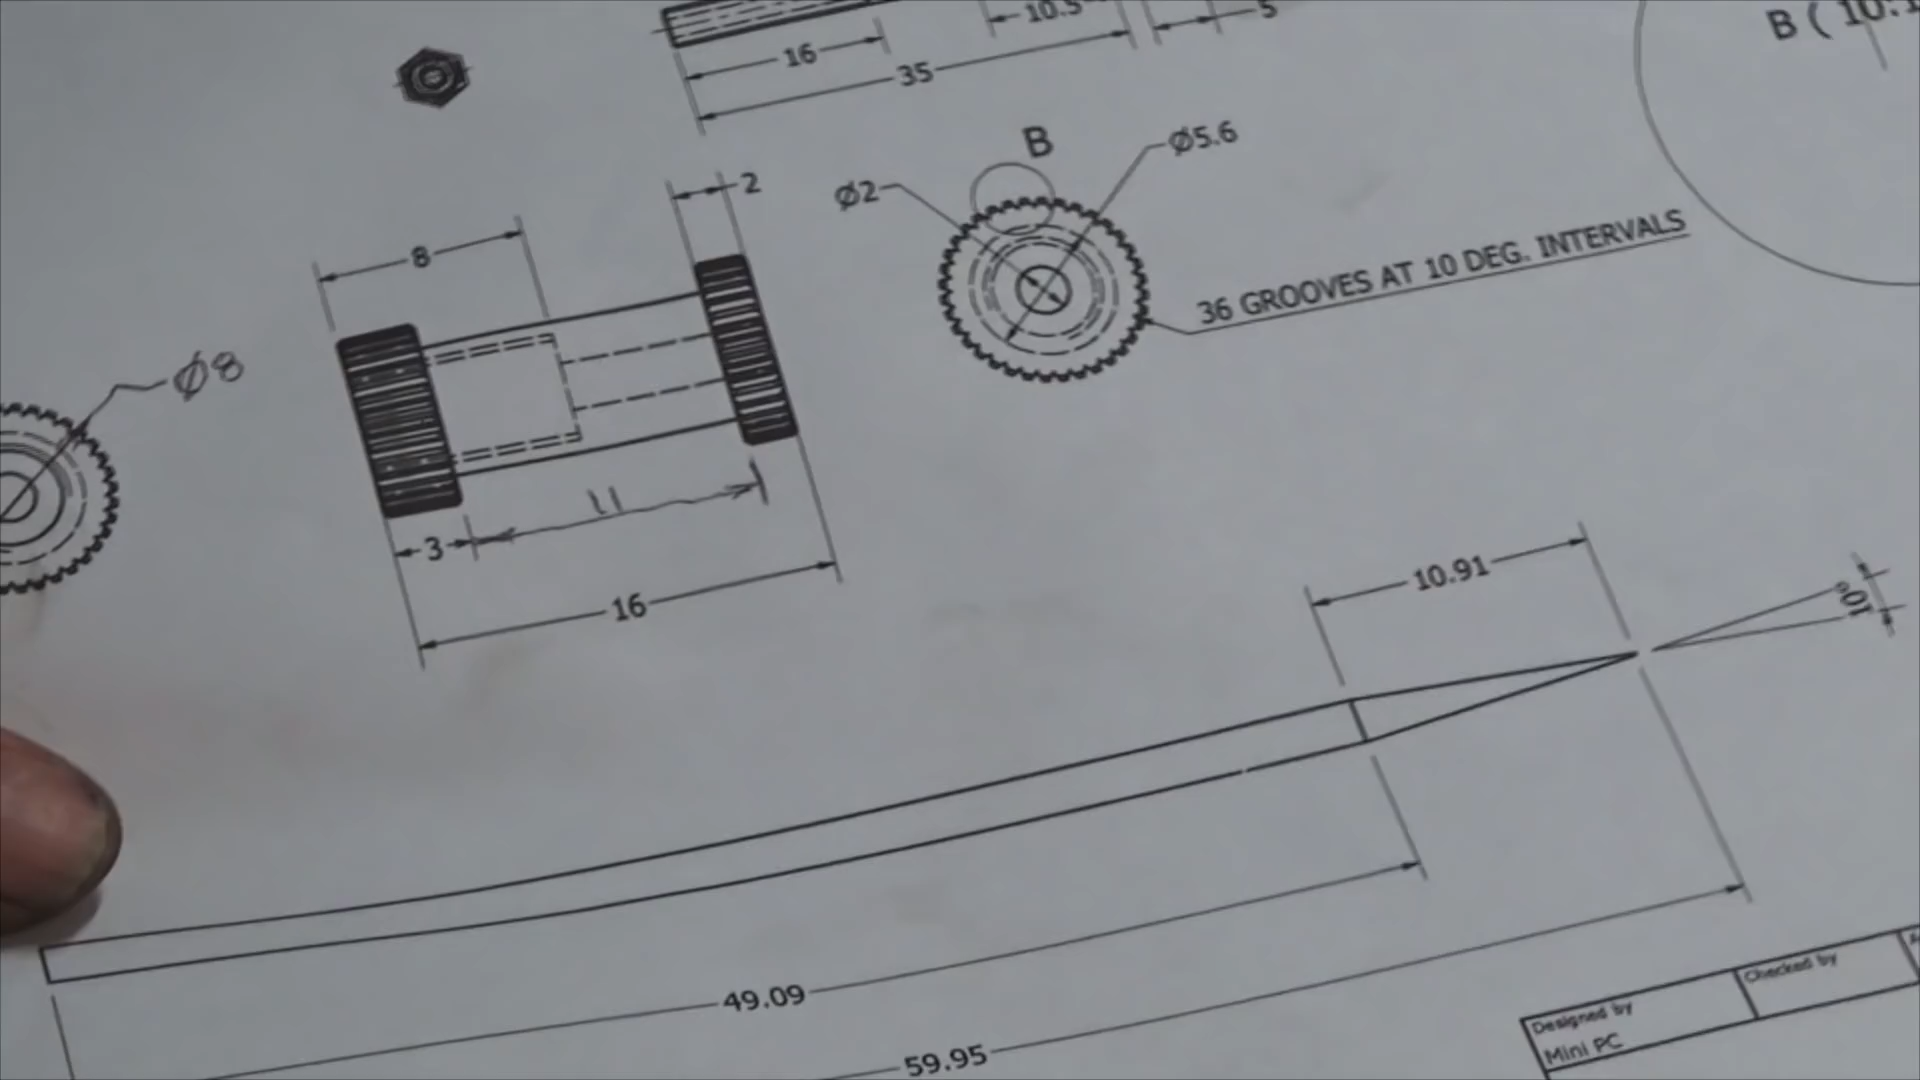 10.5
5
B ( 10:1
16
35
B
Ø5.6
2
Ø2
8
36 GROOVES AT 10 DEG. INTERVALS
Ø8
11
3
16
10.91
10°
49.09
59.95
Designed by
Mini PC
Checked by